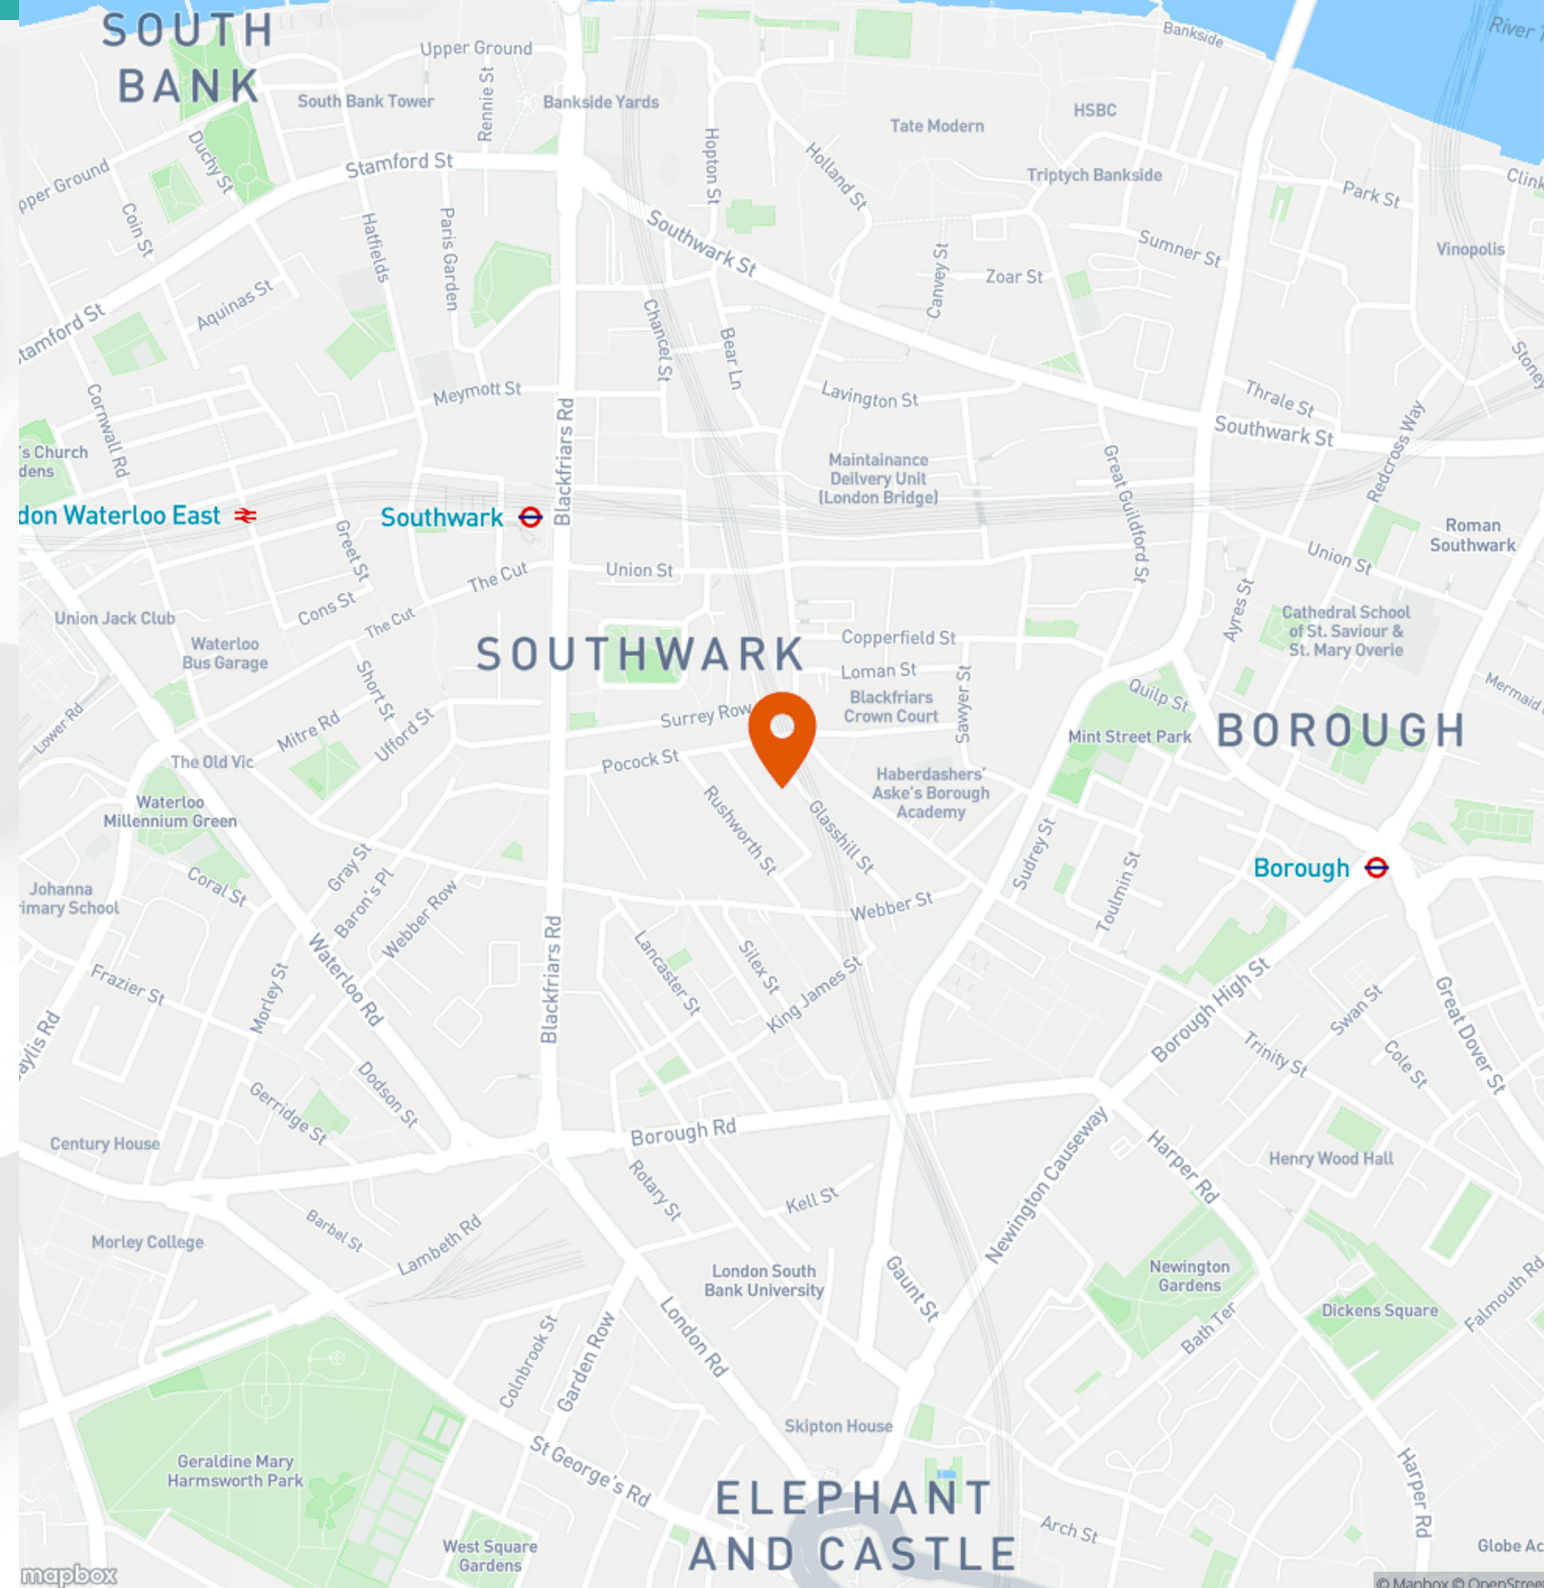 SOUTH
BANK
Upper Ground
South Bank Tower
Rennie St
Bankside Yards
Bankside
River T
HSBC
Tate Modern
Hopton St
Holland St
Triptych Bankside
Duchy St
Stamford St
pper Ground
Clink
Park St
Coin St
Hatfields
Paris Garden
Southwark St
Sumner St
Vinopolis
Canvey St
Zoar St
Aquinas St
Stamford St
Chancel St
Bear Ln
Stoney
Meymott St
Lavington St
Thrale St
Cornwall Rd
Blackfriars Rd
Southwark St
Redcross Way
's Church
dens
Maintainance
Deilvery Unit
(London Bridge)
Great Guildford St
don Waterloo East
Southwark
Roman
Southwark
Greet St
The Cut
Union St
Union St
Cons St
The Cut
Ayres St
Union Jack Club
Waterloo
Bus Garage
Cathedral School
of St. Saviour &
St. Mary Overie
SOUTHWARK
Copperfield St
Loman St
Short St
Sawyer St
Quilp St
Mermaid
Lower Rd
Mitre Rd
Ufford St
Surrey Row
Blackfriars
Crown Court
Mint Street Park
BOROUGH
The Old Vic
Pocock St
Haberdashers'
Aske's Borough
Academy
Waterloo
Millennium Green
Rushworth St
Glasshill St
Sudrey St
Borough
Toulmin St
Gray St
Coral St
Johanna
rimary School
Baron's Pl
Webber Row
Webber St
Waterloo Rd
Blackfriars Rd
Lancaster St
Silex St
King James St
Frazier St
Morley St
Borough High St
Swan St
Great Dover St
aylis Rd
Trinity St
Cole St
Dodson St
Gerridge St
Century House
Borough Rd
Newington Causeway
Harper Rd
Henry Wood Hall
Rotary St
Kell St
Barbel St
Lambeth Rd
Morley College
London South
Bank University
Gaunt St
Newington
Gardens
Dickens Square
Falmouth Rd
Bath Ter
London Rd
Colnbrook St
Garden Row
Skipton House
Geraldine Mary
Harmsworth Park
St George's Rd
ELEPHANT
AND CASTLE
Harper Rd
Arch St
West Square
Gardens
Globe Ac
mapbox
© Mapbox © OpenStree